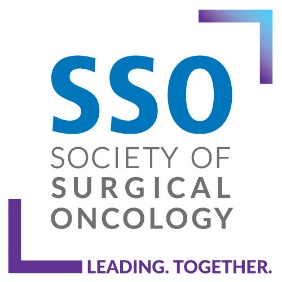 SSO
SOCIETY OF
SURGICAL
ONCOLOGY
LEADING. TOGETHER.